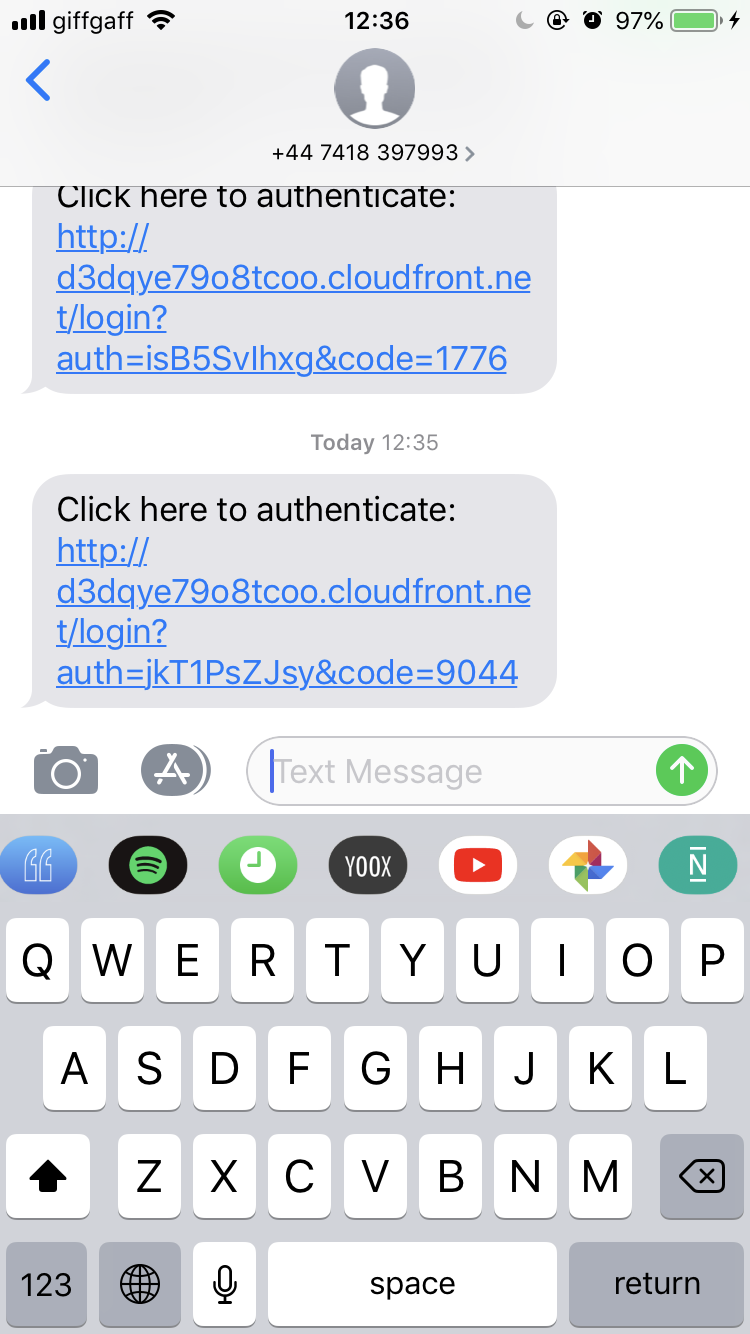 giffgaff 12:36 97%
+44 7418 397993
Click here to authenticate:
http://
d3dqye79o8tcoo.cloudfront.ne
t/login?
auth=isB5SvIhxg&code=1776
Today 12:35
Click here to authenticate:
http://
d3dqye79o8tcoo.cloudfront.ne
t/login?
auth=jkT1PsZJsy&code=9044
Text Message
YOOX N
Q W E R T Y U I O P
A S D F G H J K L
Z X C V B N M
123 space return